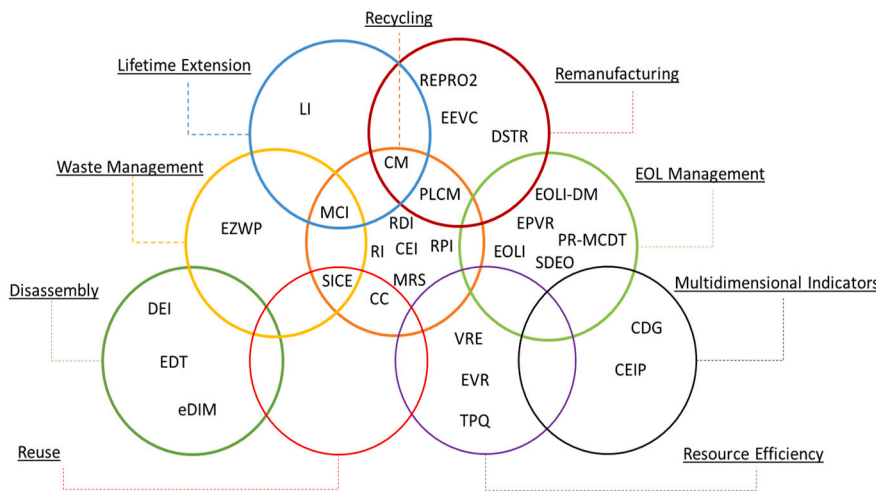 Recycling
Lifetime Extension
Remanufacturing
REPRO2
LI
EEVC
DSTR
Waste Management
CM
EOL Management
PLCM
EOLI-DM
MCI
RDI
EPVR
EZWP
RI
CEI
RPI
EOLI
PR-MCDT
SDEO
Disassembly
SICE
MRS
Multidimensional Indicators
DEI
CC
CDG
VRE
EDT
CEIP
EVR
eDIM
TPQ
Reuse
Resource Efficiency